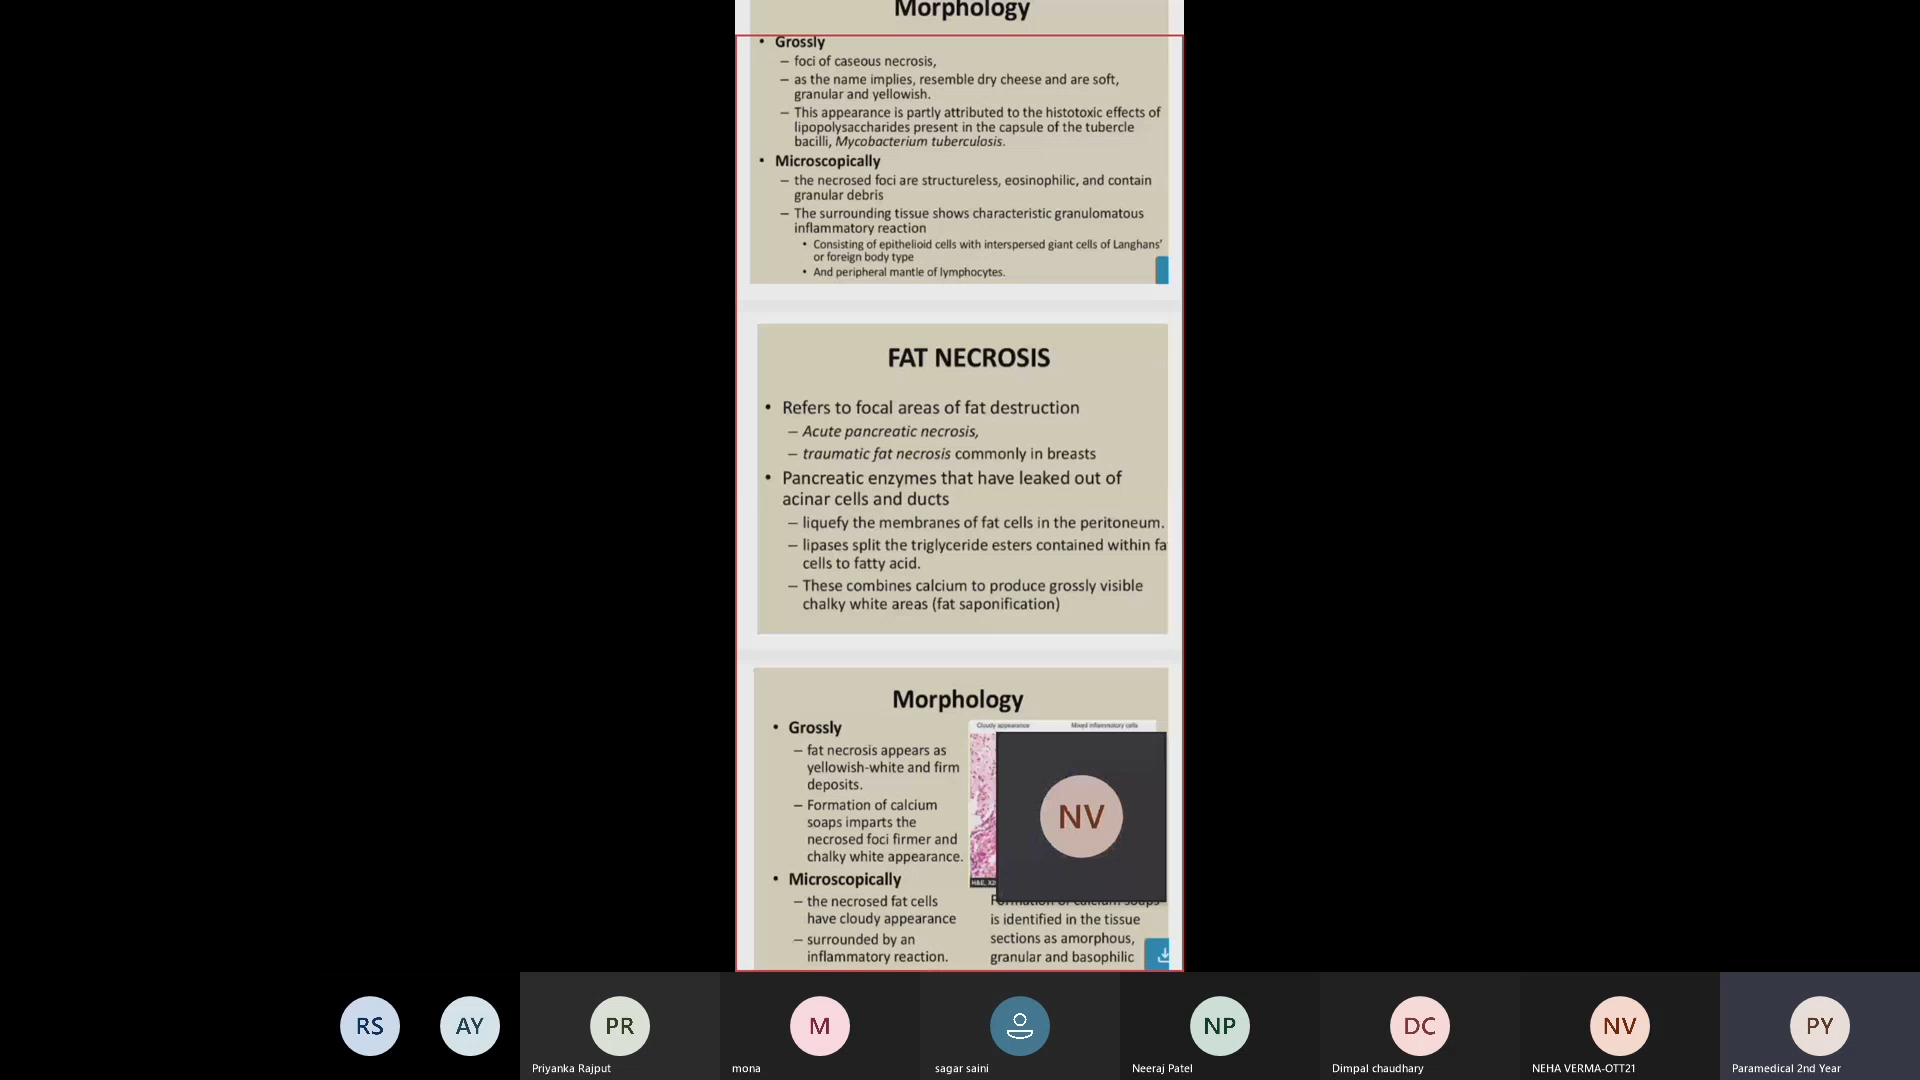 Morphology
• Grossly
– foci of caseous necrosis,
– as the name implies, resemble dry cheese and are soft,
granular and yellowish.
– This appearance is partly attributed to the histotoxic effects of
lipopolysaccharides present in the capsule of the tubercle
bacilli, Mycobacterium tuberculosis.
• Microscopically
– the necrosed foci are structureless, eosinophilic, and contain
granular debris
– The surrounding tissue shows characteristic granulomatous
inflammatory reaction
• Consisting of epithelioid cells with interspersed giant cells of Langhans'
or foreign body type
• And peripheral mantle of lymphocytes.
FAT NECROSIS
• Refers to focal areas of fat destruction
– Acute pancreatic necrosis,
– traumatic fat necrosis commonly in breasts
• Pancreatic enzymes that have leaked out of
acinar cells and ducts
– liquefy the membranes of fat cells in the peritoneum.
– lipases split the triglyceride esters contained within fa
cells to fatty acid.
– These combines calcium to produce grossly visible
chalky white areas (fat saponification)
Morphology
• Grossly
– fat necrosis appears as
yellowish-white and firm
deposits.
– Formation of calcium
soaps imparts the
necrosed foci firmer and
chalky white appearance.
• Microscopically
– the necrosed fat cells
have cloudy appearance
– surrounded by an
inflammatory reaction.
Cloudy appearance Mixed inflammatory cells
H&E,
NV
Formation of calcium soaps
is identified in the tissue
sections as amorphous,
granular and basophilic
RS AY PR M NP DC NV PY
Priyanka Rajput mona sagar saini Neeraj Patel Dimpal chaudhary NEHA VERMA-OTT21 Paramedical 2nd Year